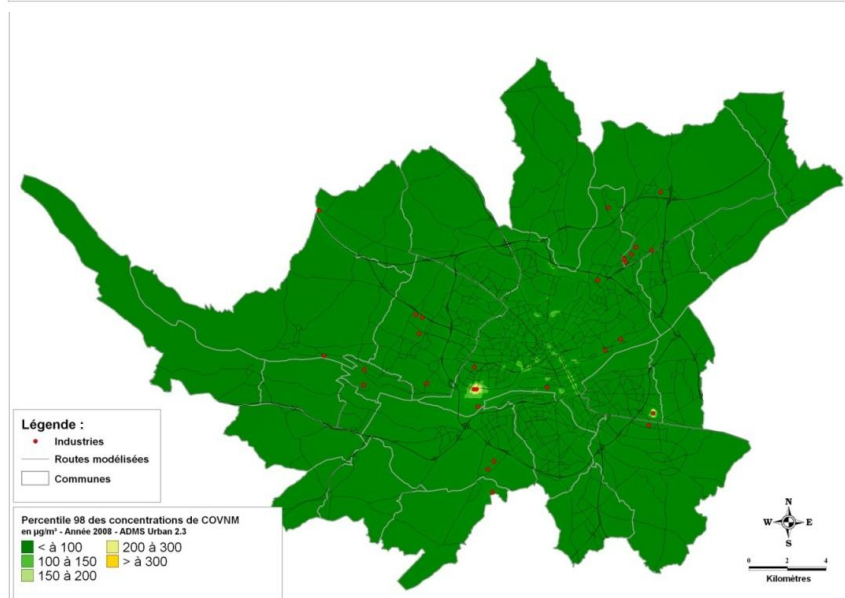 Légende :
Industries
Routes modélisées
Communes
Percentile 98 des concentrations de COVNM
en µg/m³ - Année 2008 - ADMS Urban 2.3
< à 100
200 à 300
100 à 150
> à 300
150 à 200
N
W E
S
0 2 4
Kilomètres